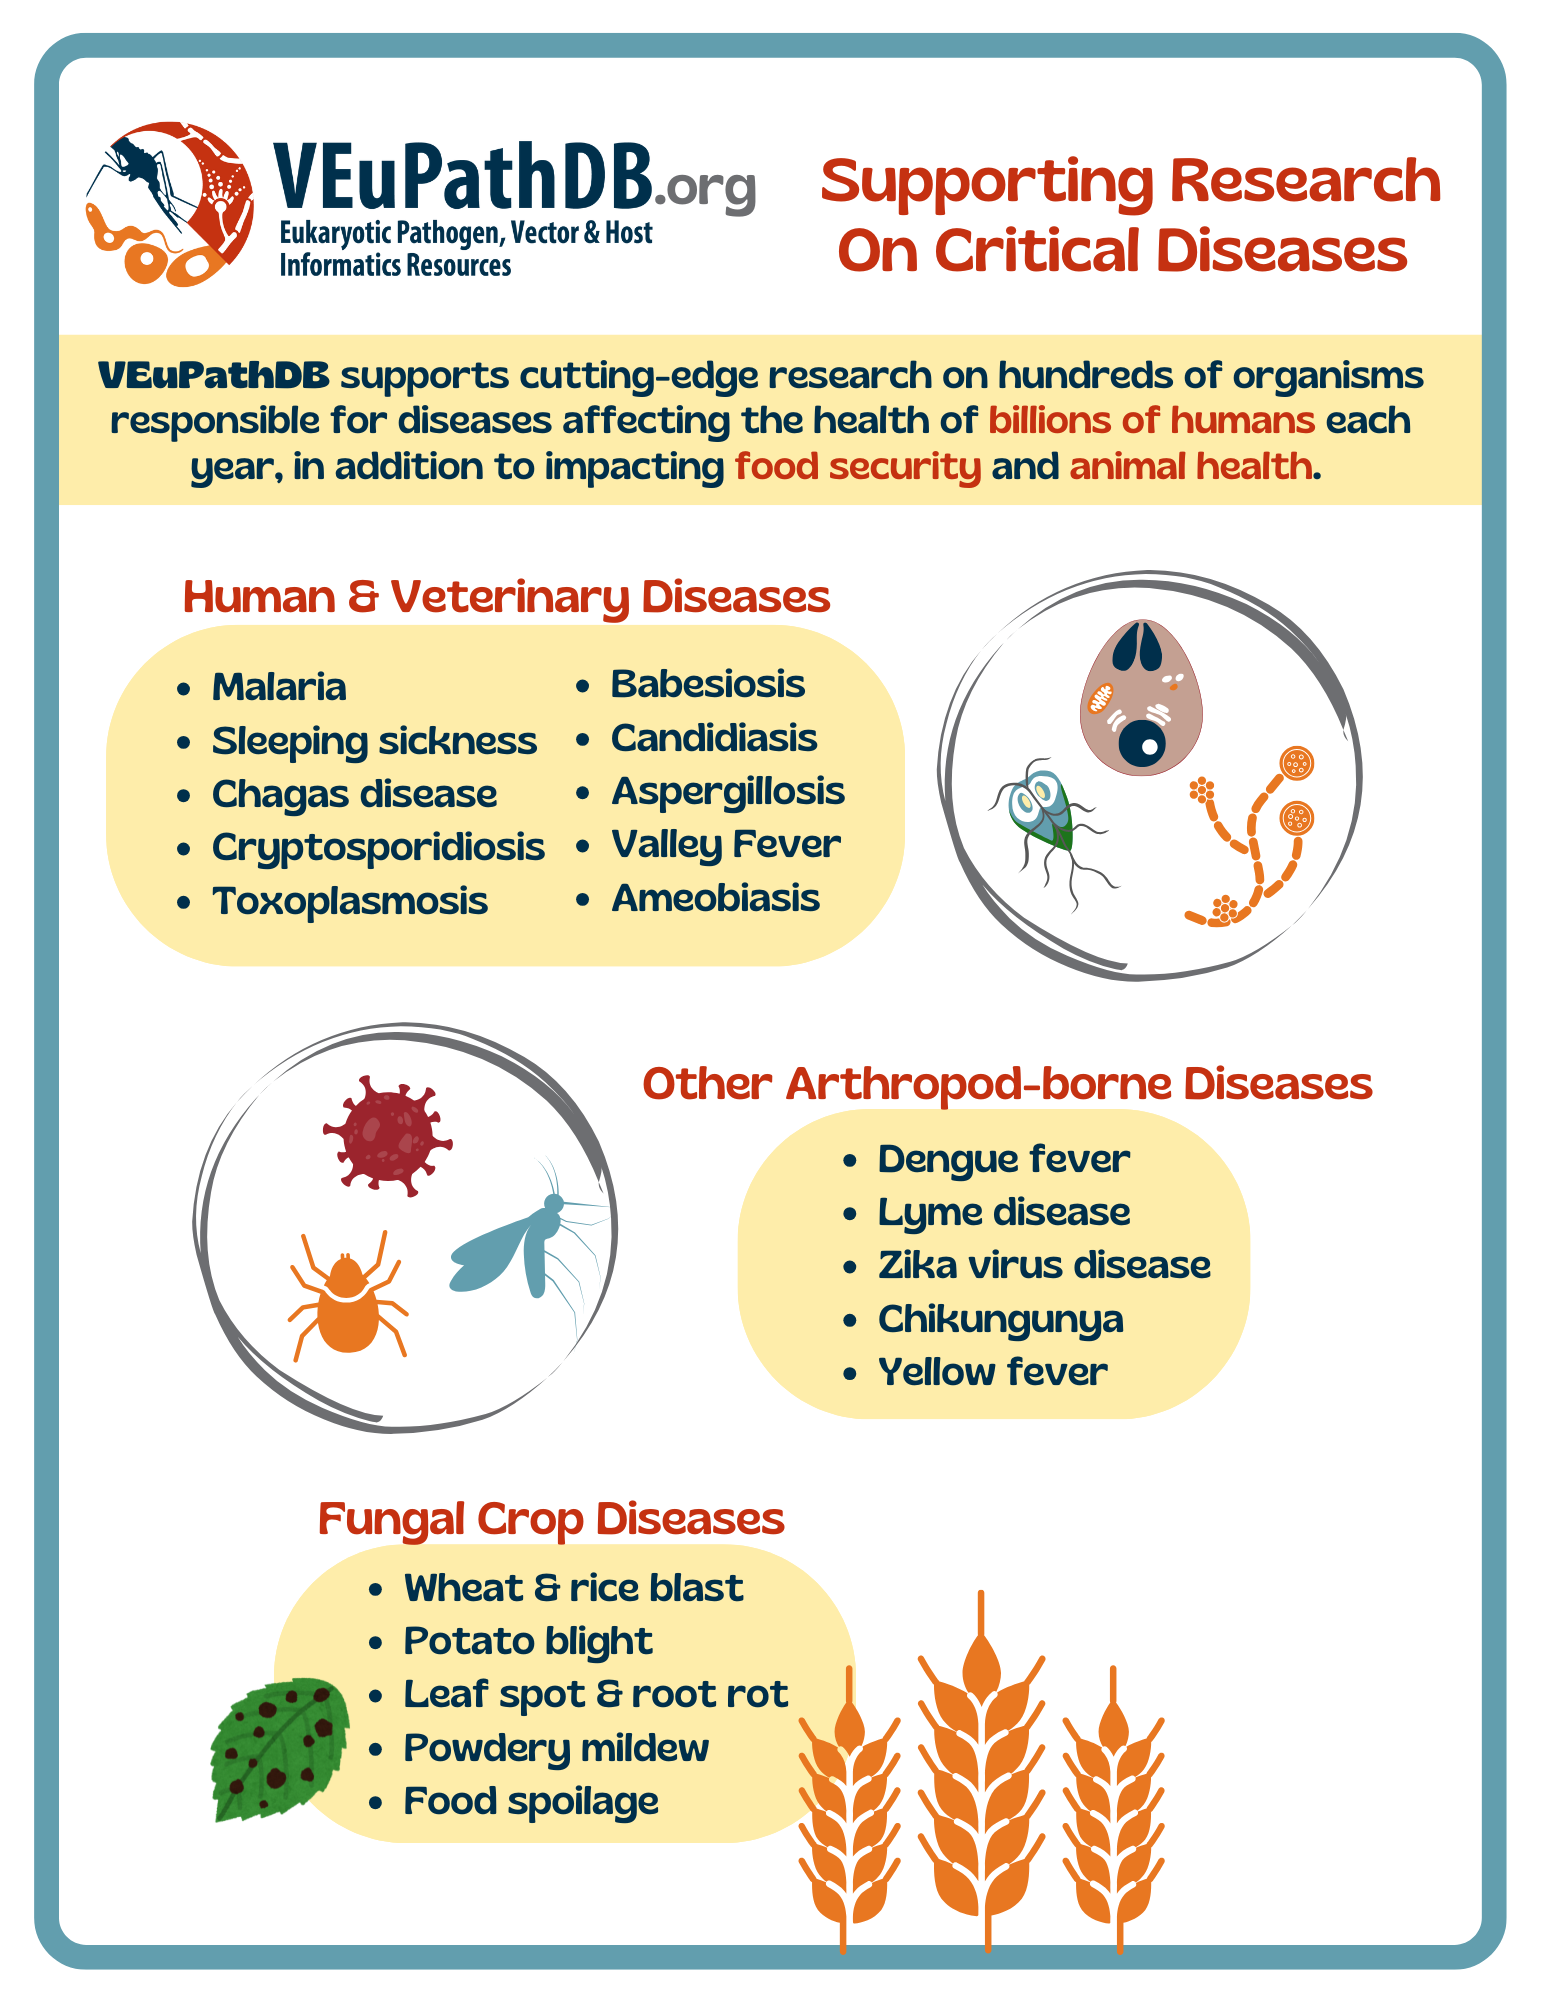 VEuPathDB.org
Eukaryotic Pathogen, Vector & Host
Informatics Resources
Supporting Research
On Critical Diseases
VEuPathDB supports cutting-edge research on hundreds of organisms
responsible for diseases affecting the health of billions of humans each
year, in addition to impacting food security and animal health.
Human & Veterinary Diseases
• Malaria
• Sleeping sickness
• Chagas disease
• Cryptosporidiosis
• Toxoplasmosis
• Babesiosis
• Candidiasis
• Aspergillosis
• Valley Fever
• Ameobiasis
Other Arthropod-borne Diseases
• Dengue fever
• Lyme disease
• Zika virus disease
• Chikungunya
• Yellow fever
Fungal Crop Diseases
• Wheat & rice blast
• Potato blight
• Leaf spot & root rot
• Powdery mildew
• Food spoilage